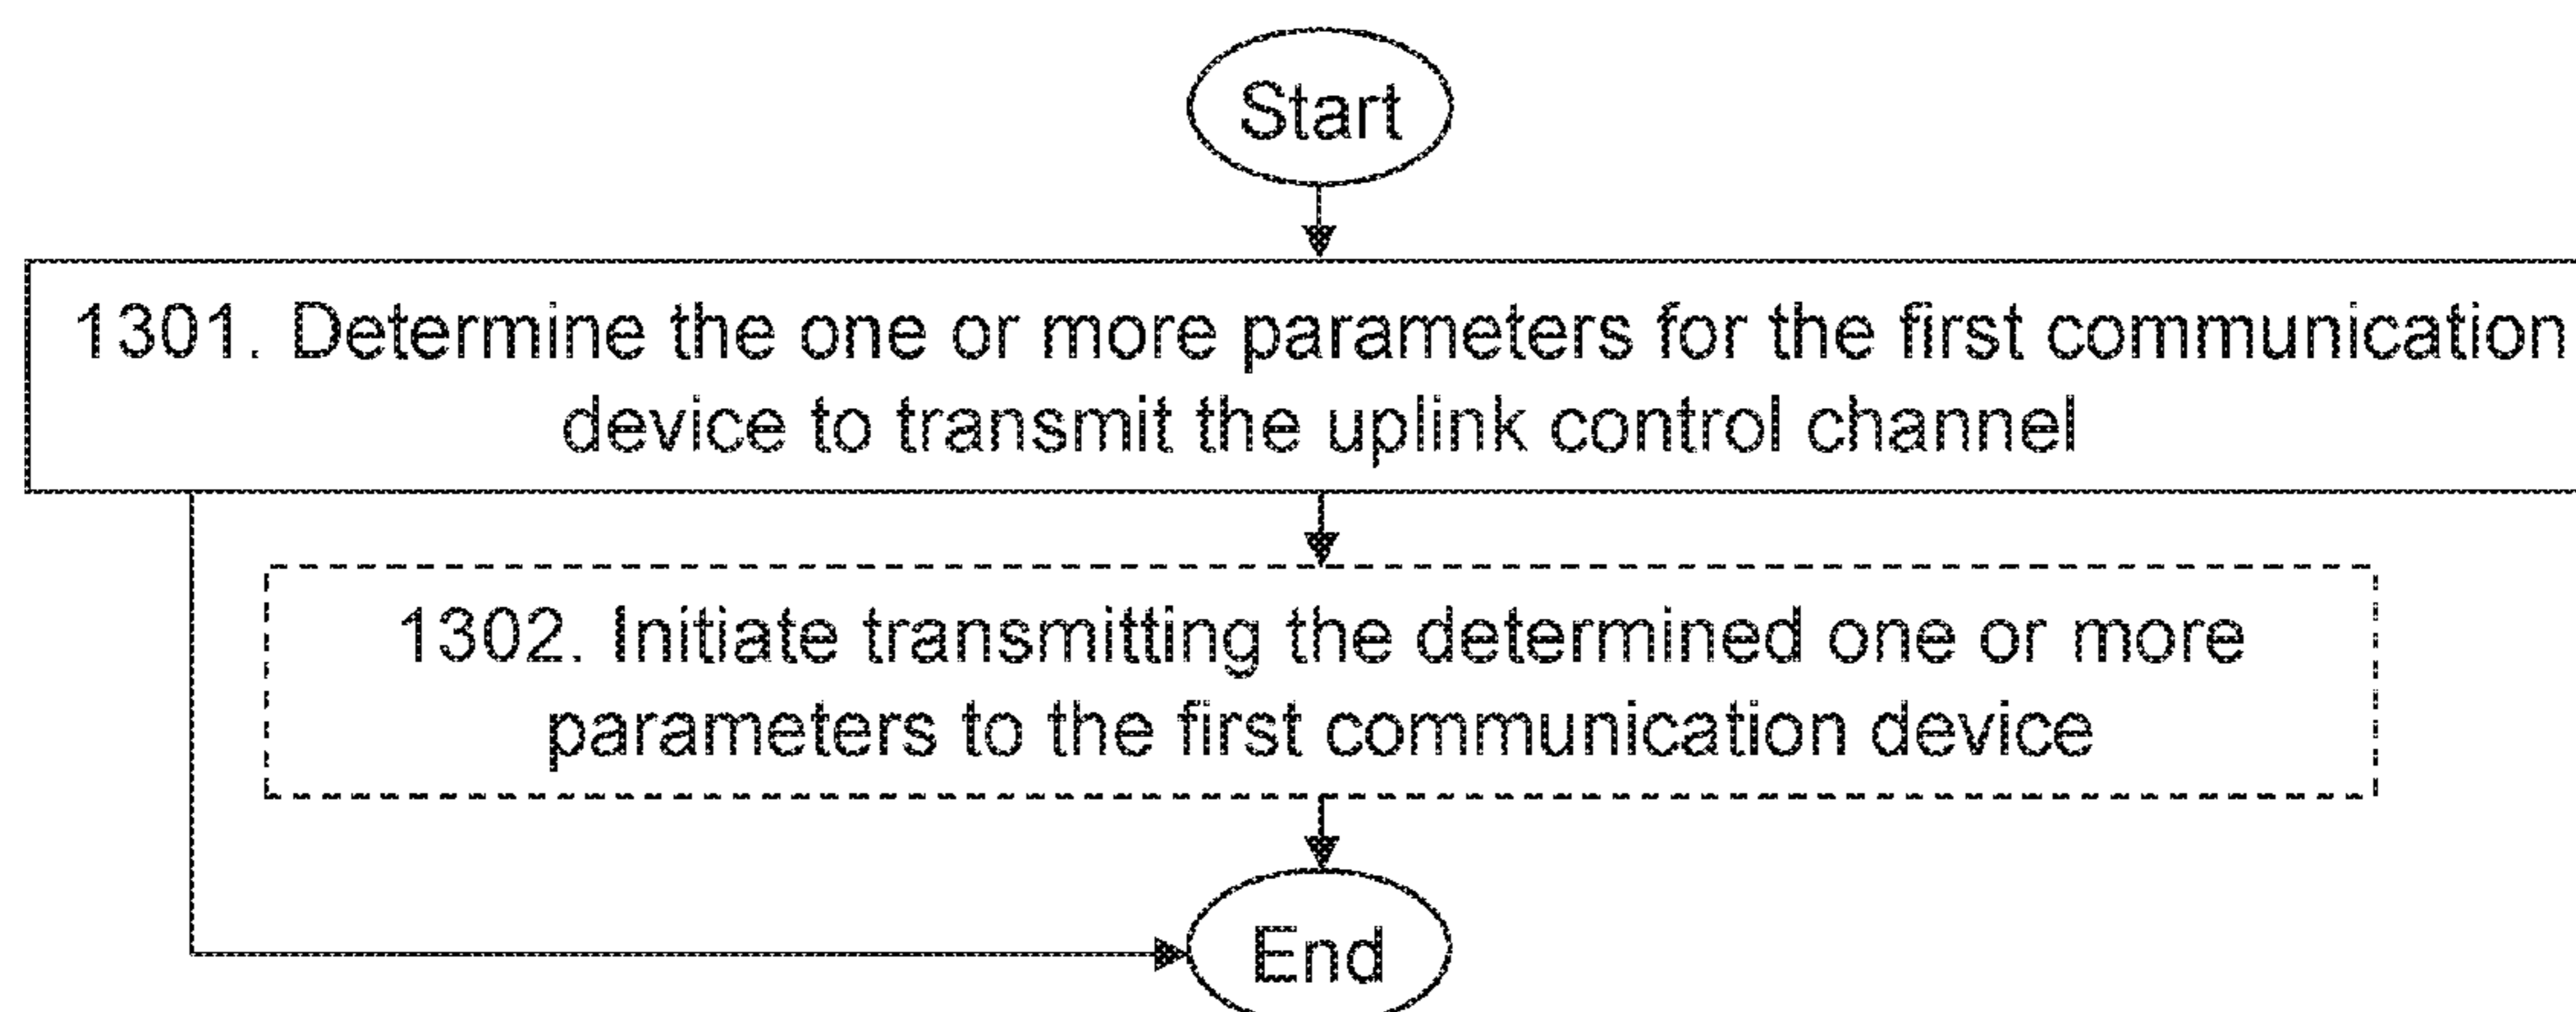 Start
1301. Determine the one or more parameters for the first communication
device to transmit the uplink control channel
1302. Initiate transmitting the determined one or more
parameters to the first communication device
End